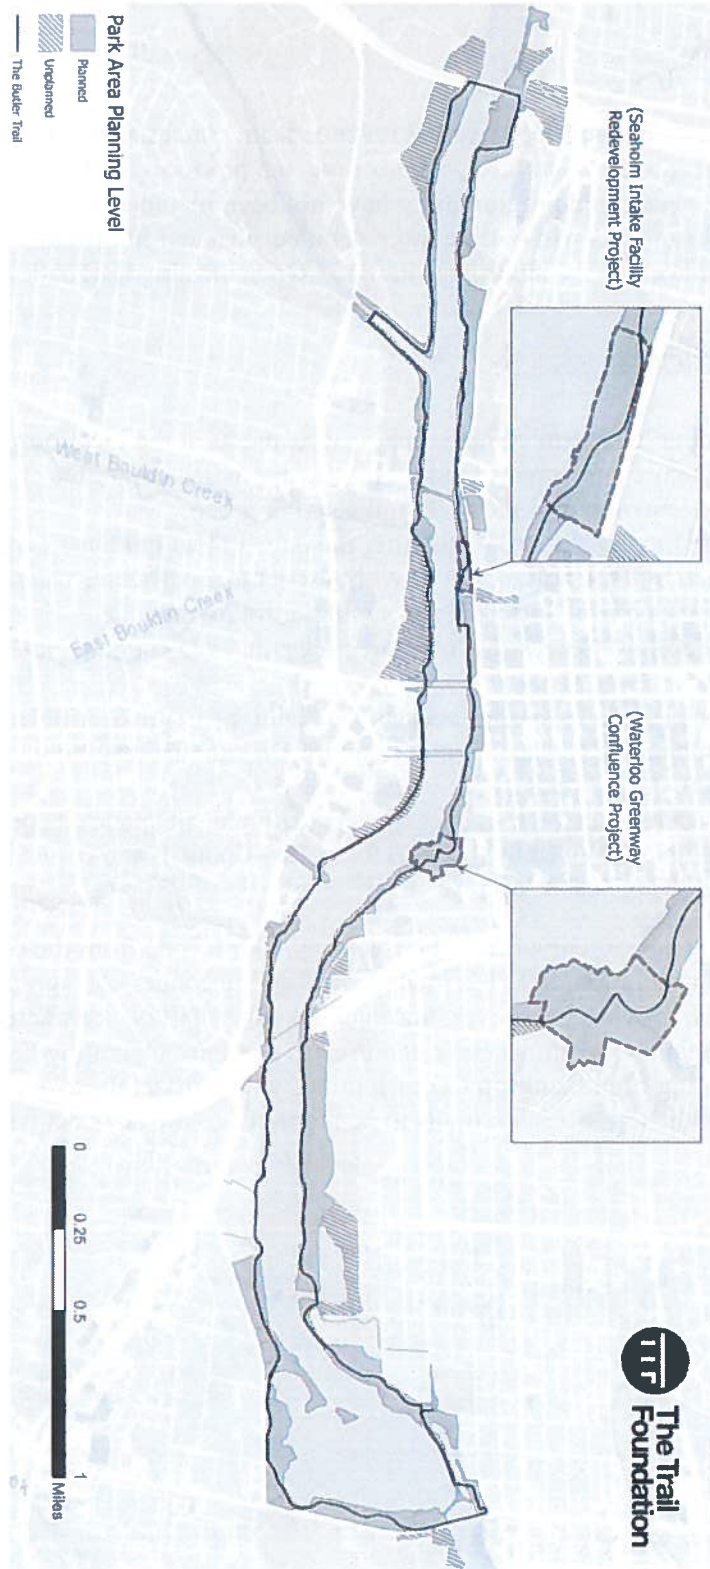 (Seaholm Intake Facility
Redevelopment Project)
(Waterloo Greenway
Confluence Project)
The Trail
Foundation
West Bouldin Creek
East Bouldin Creek
Park Area Planning Level
Planned
Unplanned
The Butler Trail
0
0.25
0.5
1
Miles